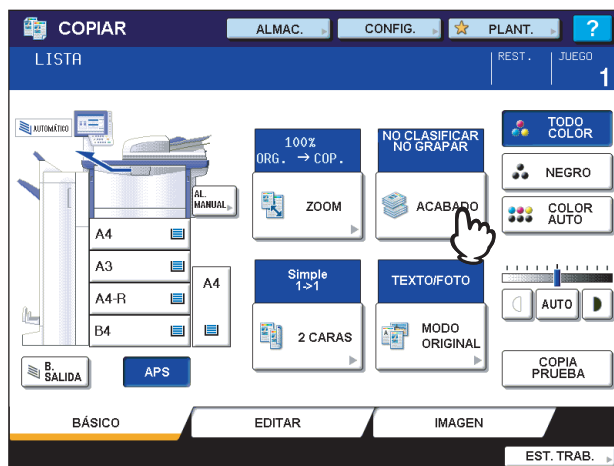 COPIAR
ALMAC.
CONFIG.
PLANT.
?
LISTA
REST.
JUEGO
1
AUTOMÁTICO
AL.
MANUAL
A4
A3
A4-R
B4
A4
B.
SALIDA
APS
100%
ORG. → COP.
ZOOM
NO CLASIFICAR
NO GRAPAR
ACABADO
Simple
1->1
2 CARAS
TEXTO/FOTO
MODO
ORIGINAL
TODO
COLOR
NEGRO
COLOR
AUTO
AUTO
COPIA
PRUEBA
BÁSICO
EDITAR
IMAGEN
EST. TRAB.